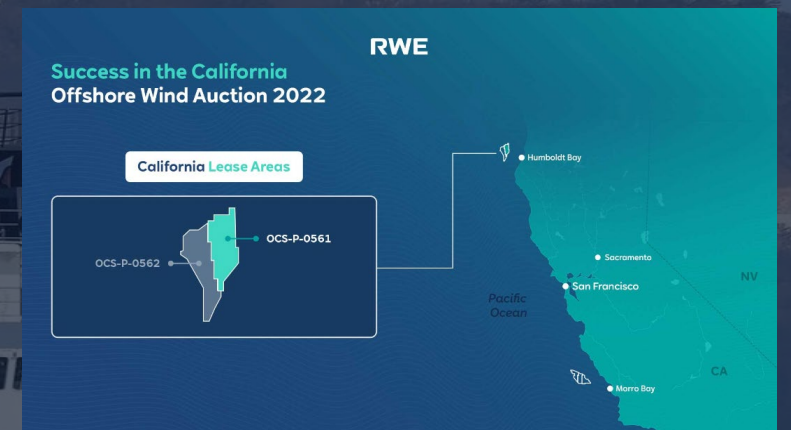 RWE
Success in the California
Offshore Wind Auction 2022
California Lease Areas
OCS-P-0561
OCS-P-0562
Humboldt Bay
Sacramento
San Francisco
NV
Pacific
Ocean
CA
Morro Bay